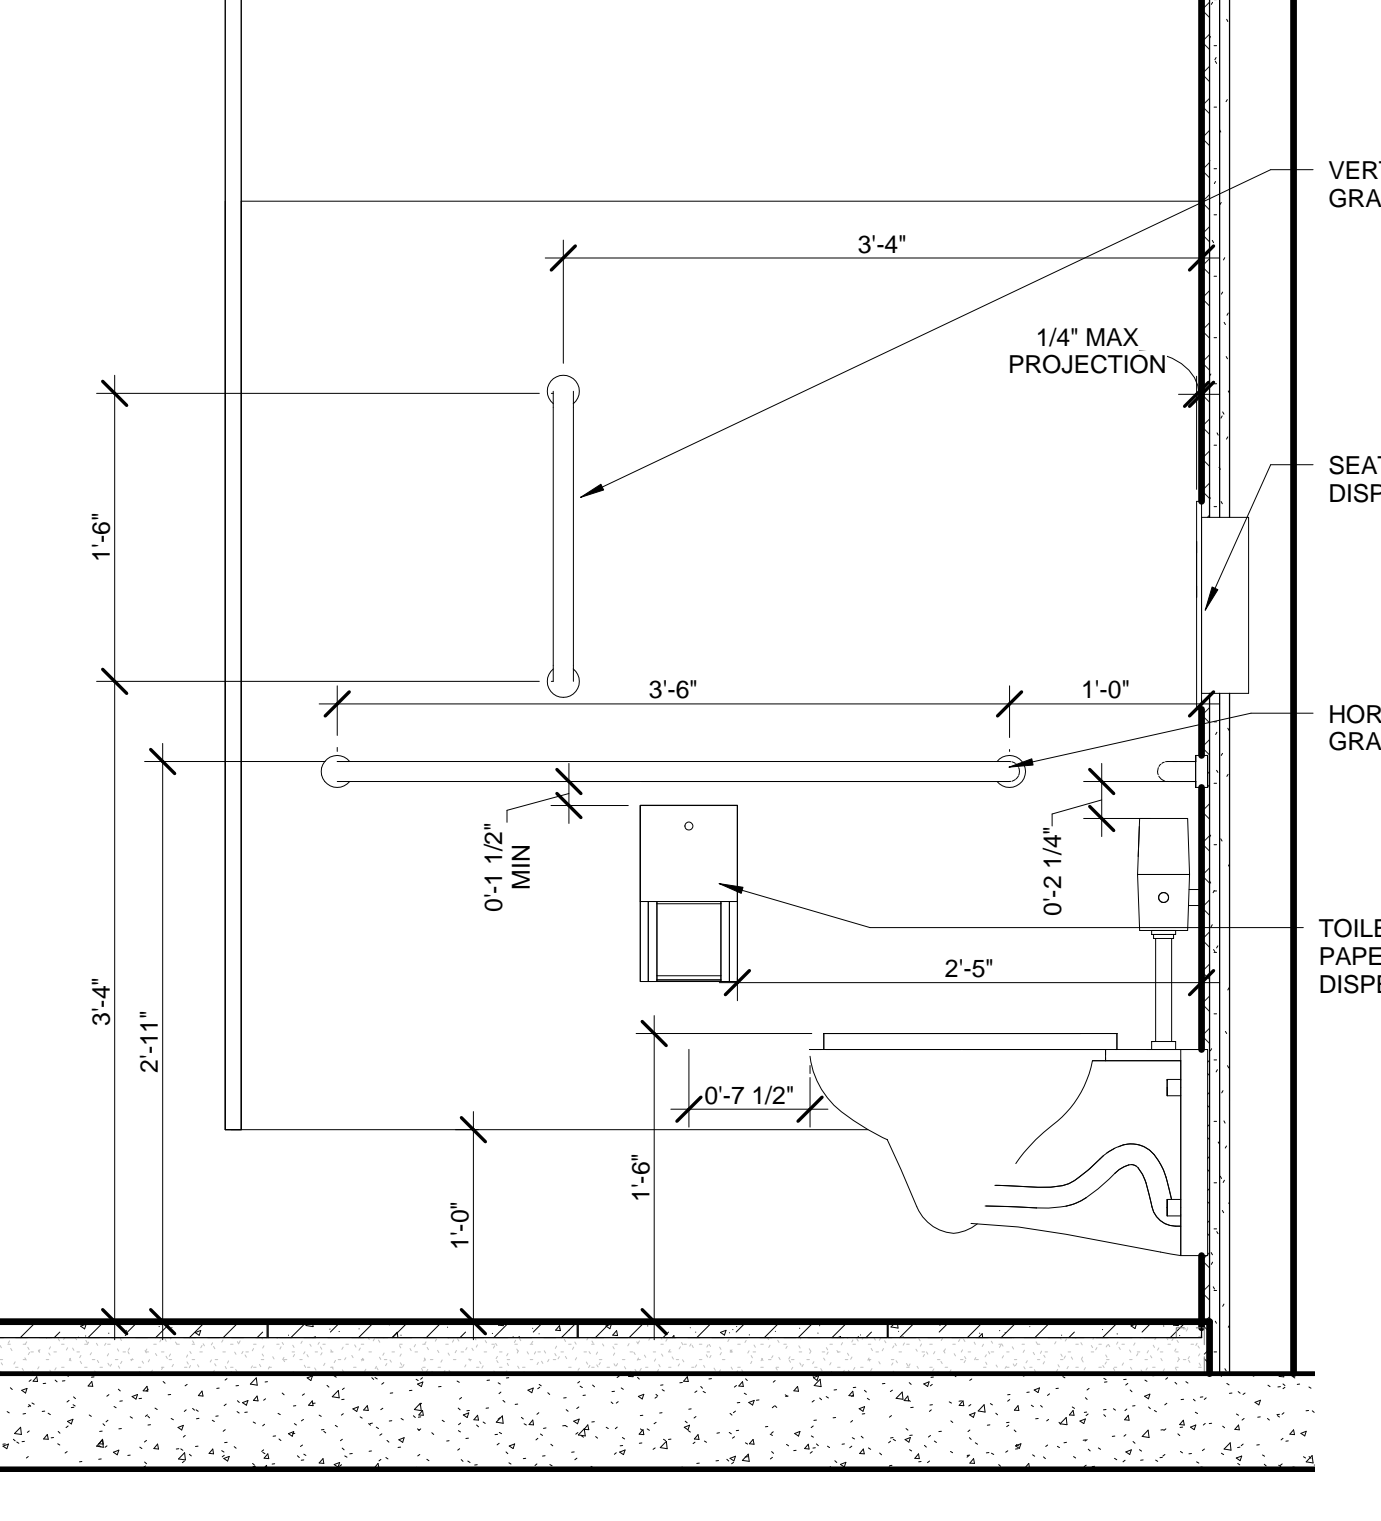 VERT
GRA
3'-4"
1/4" MAX
PROJECTION
SEAT
DISP
1'-6"
3'-6"
1'-0"
HOR
GRA
0'-1 1/2"
MIN
0'-2 1/4"
TOILE
PAPE
DISPE
2'-5"
3'-4"
2'-11"
0'-7 1/2"
1'-6"
1'-0"